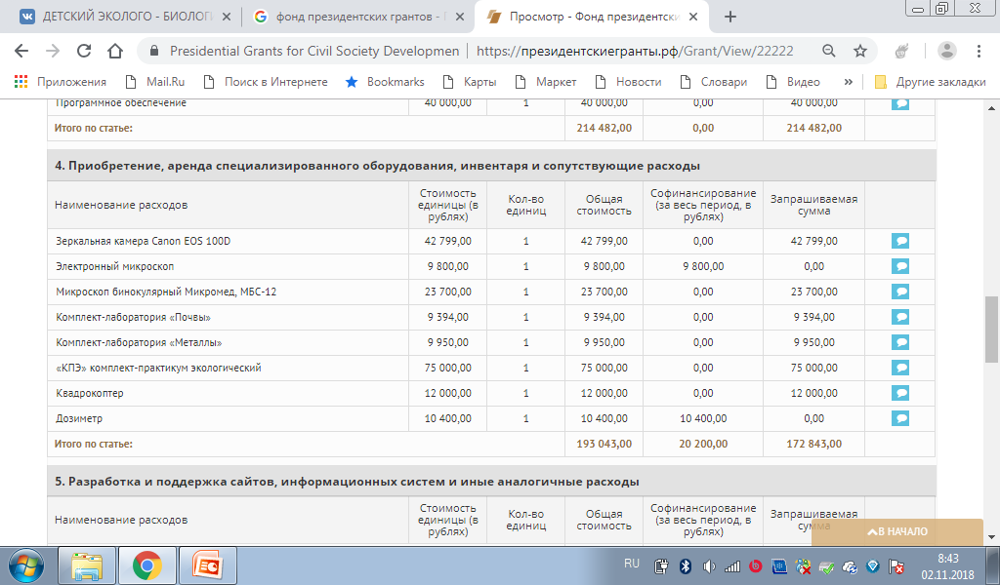 ДЕТСКИЙ ЭКОЛОГО - БИОЛОГИ
фонд президентских грантов -
Просмотр - Фонд президентски
Presidential Grants for Civil Society Developmen | https://президентскиегранты.рф/Grant/View/22222
Приложения Mail.Ru Поиск в Интернете Bookmarks Карты Маркет Новости Словари Видео » Другие закладки
Программное обеспечение 40 000,00 1 40 000,00 0,00 40 000,00
Итого по статье: 214 482,00 0,00 214 482,00
4. Приобретение, аренда специализированного оборудования, инвентаря и сопутствующие расходы
Наименование расходов
Стоимость
единицы (в
рублях)
Кол-во
единиц
Общая
стоимость
Софинансирование
(за весь период, в
рублях)
Запрашиваемая
сумма
Зеркальная камера Canon EOS 100D 42 799,00 1 42 799,00 0,00 42 799,00
Электронный микроскоп 9 800,00 1 9 800,00 9 800,00 0,00
Микроскоп бинокулярный Микромед, МБС-12 23 700,00 1 23 700,00 0,00 23 700,00
Комплект-лаборатория «Почвы» 9 394,00 1 9 394,00 0,00 9 394,00
Комплект-лаборатория «Металлы» 9 950,00 1 9 950,00 0,00 9 950,00
«КПЭ» комплект-практикум экологический 75 000,00 1 75 000,00 0,00 75 000,00
Квадрокоптер 12 000,00 1 12 000,00 0,00 12 000,00
Дозиметр 10 400,00 1 10 400,00 10 400,00 0,00
Итого по статье: 193 043,00 20 200,00 172 843,00
5. Разработка и поддержка сайтов, информационных систем и иные аналогичные расходы
Наименование расходов
Стоимость
единицы (в
рублях)
Кол-во
единиц
Общая
стоимость
Софинансирование
(за весь период, в
рублях)
Запрашиваемая
сумма
В НАЧАЛО
RU
8:43
02.11.2018